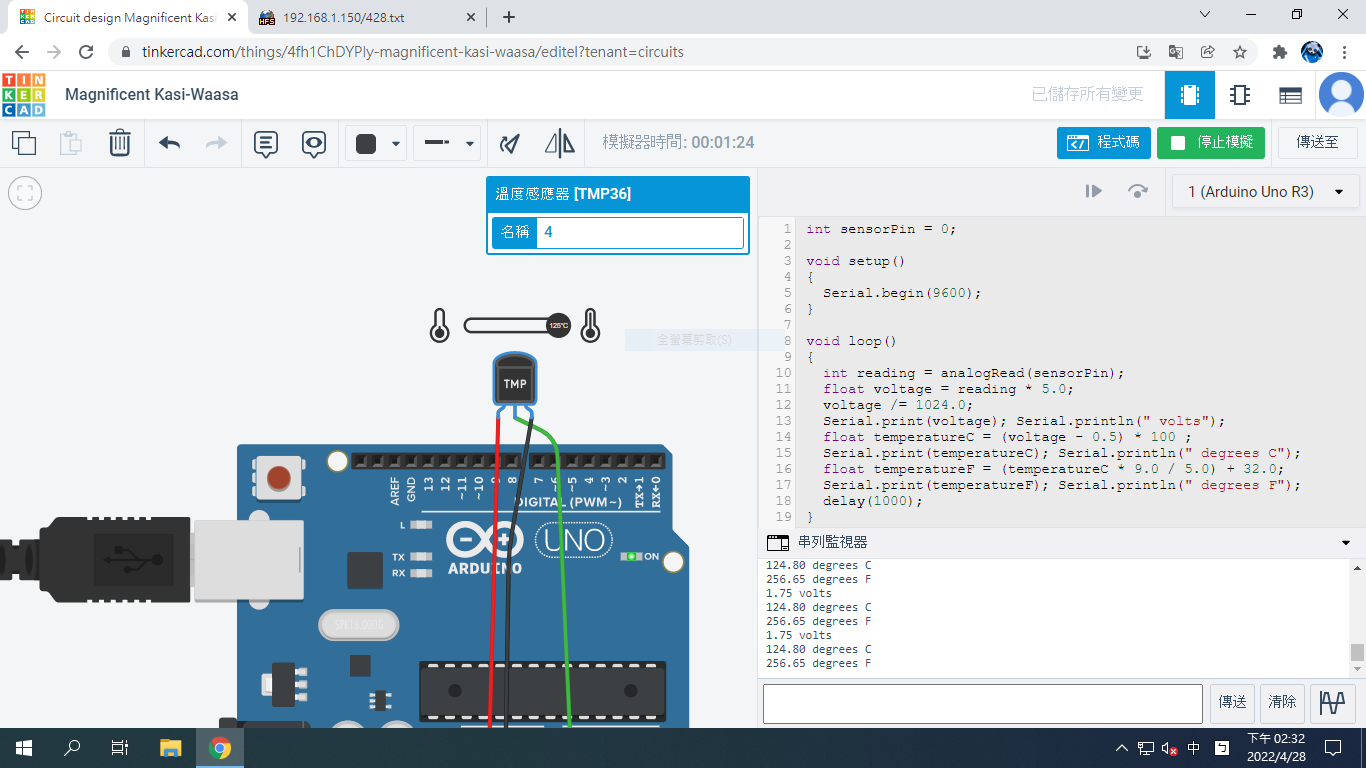 Circuit design Magnificent Kasi
192.168.1.150/428.txt
tinkercad.com/things/4fh1ChDYPly-magnificent-kasi-waasa/editel?tenant=circuits
TIN
KER
CAD
Magnificent Kasi-Waasa
已儲存所有變更
模擬器時間: 00:01:24
程式碼
停止模擬
傳送至
溫度感應器 [TMP36]
名稱 4
1 (Arduino Uno R3)
125°C
全螢幕剪取(S)
TMP
AREF
GND
13
12
~11
~10
9
8
7
~6
~5
4
~3
2
TX→1
RX←0
DIGITAL (PWM~)
L
TX
RX
ARDUINO
UNO
ON
SPK16.000G
1 int sensorPin = 0;
2
3 void setup()
4 {
5 Serial.begin(9600);
6 }
7
8 void loop()
9 {
10 int reading = analogRead(sensorPin);
11 float voltage = reading * 5.0;
12 voltage /= 1024.0;
13 Serial.print(voltage); Serial.println(" volts");
14 float temperatureC = (voltage - 0.5) * 100 ;
15 Serial.print(temperatureC); Serial.println(" degrees C");
16 float temperatureF = (temperatureC * 9.0 / 5.0) + 32.0;
17 Serial.print(temperatureF); Serial.println(" degrees F");
18 delay(1000);
19 }
串列監視器
124.80 degrees C
256.65 degrees F
1.75 volts
124.80 degrees C
256.65 degrees F
1.75 volts
124.80 degrees C
256.65 degrees F
傳送
清除
中
下午 02:32
2022/4/28